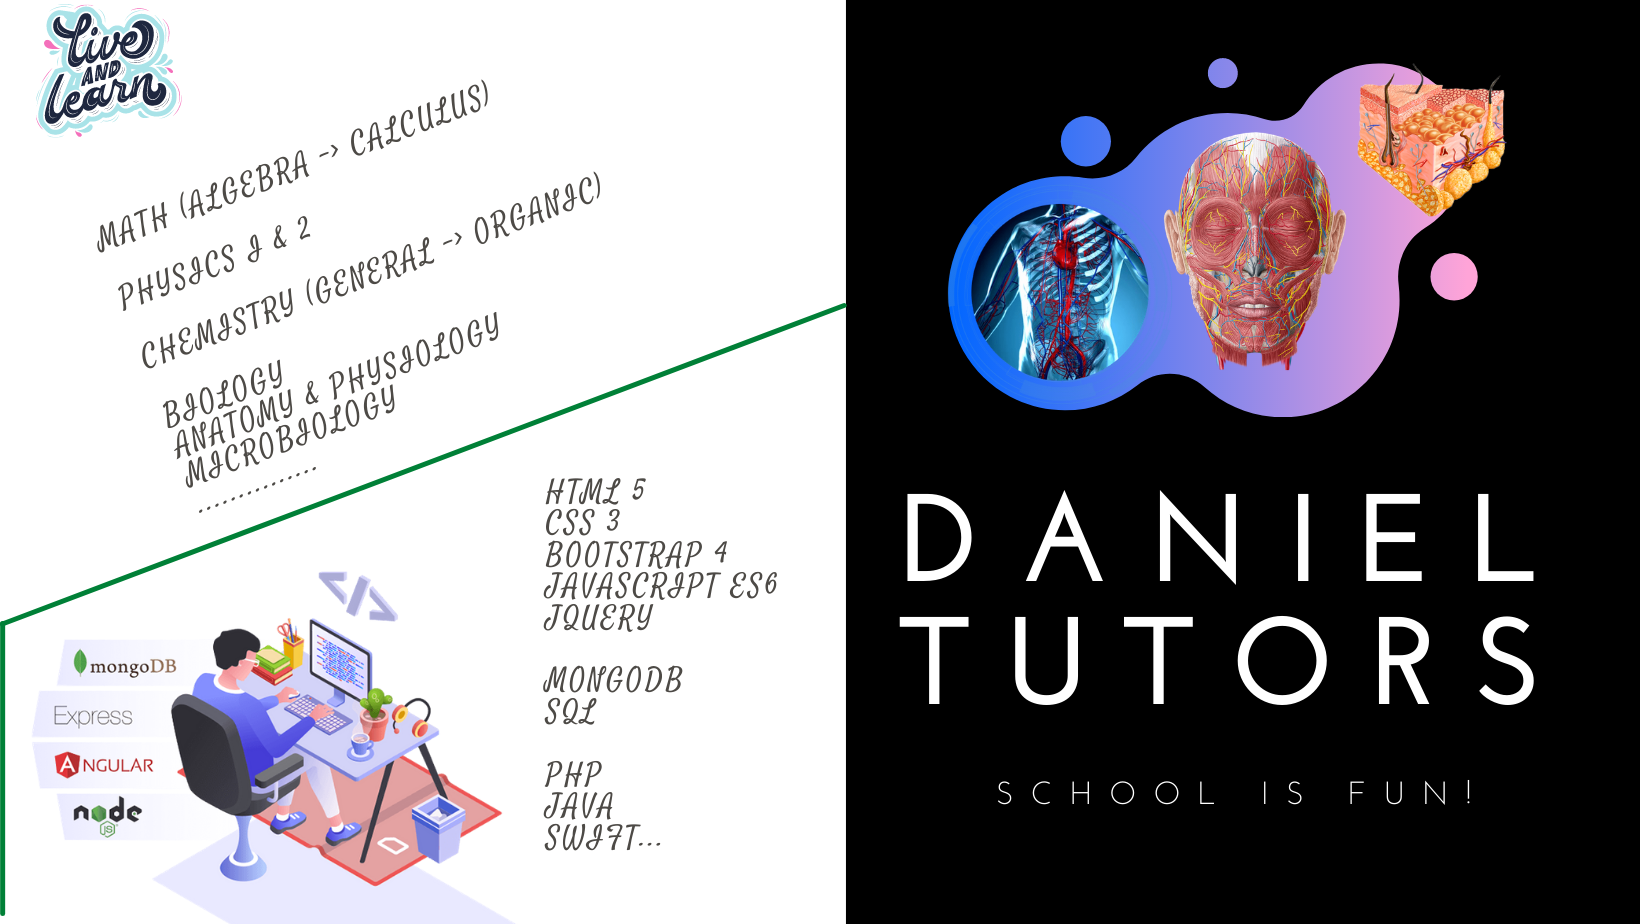 Live
AND
learn
MATH (ALGEBRA -> CALCULUS)
PHYSICS I & 2
CHEMISTRY (GENERAL -> ORGANIC)
BIOLOGY
ANATOMY & PHYSIOLOGY
MICROBIOLOGY
..............
HTML 5
CSS 3
BOOTSTRAP 4
JAVASCRIPT ES6
JQUERY
MONGODB
SQL
PHP
JAVA
SWIFT...
</>
mongoDB
Express
A
ANGULAR
node
JS
DANIEL
TUTORS
SCHOOL IS FUN!